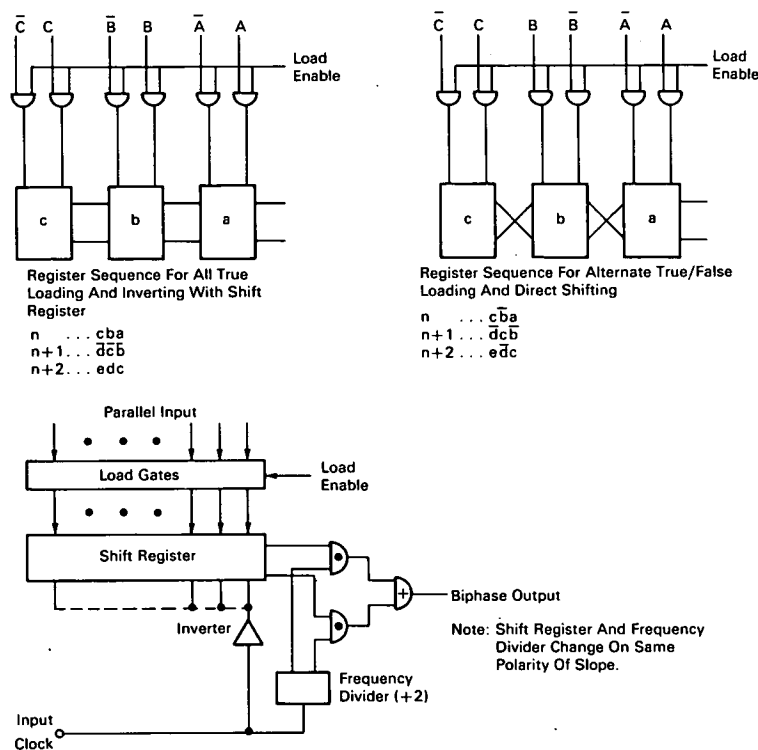 C̅ C B̅ B A̅ A
Load
Enable
c b a
Register Sequence For All True
Loading And Inverting With Shift
Register
n ... cba
n+1... d̅c̅b̅
n+2... edc
C̅ C B B̅ A̅ A
Load
Enable
c b a
Register Sequence For Alternate True/False
Loading And Direct Shifting
n ... cb̅a
n+1... d̅cb̅
n+2... ed̅c
Parallel Input
Load Gates
Load
Enable
Shift Register
+
Biphase Output
Inverter
Note: Shift Register And Frequency
Divider Change On Same
Polarity Of Slope.
Frequency
Divider (+2)
Input
Clock